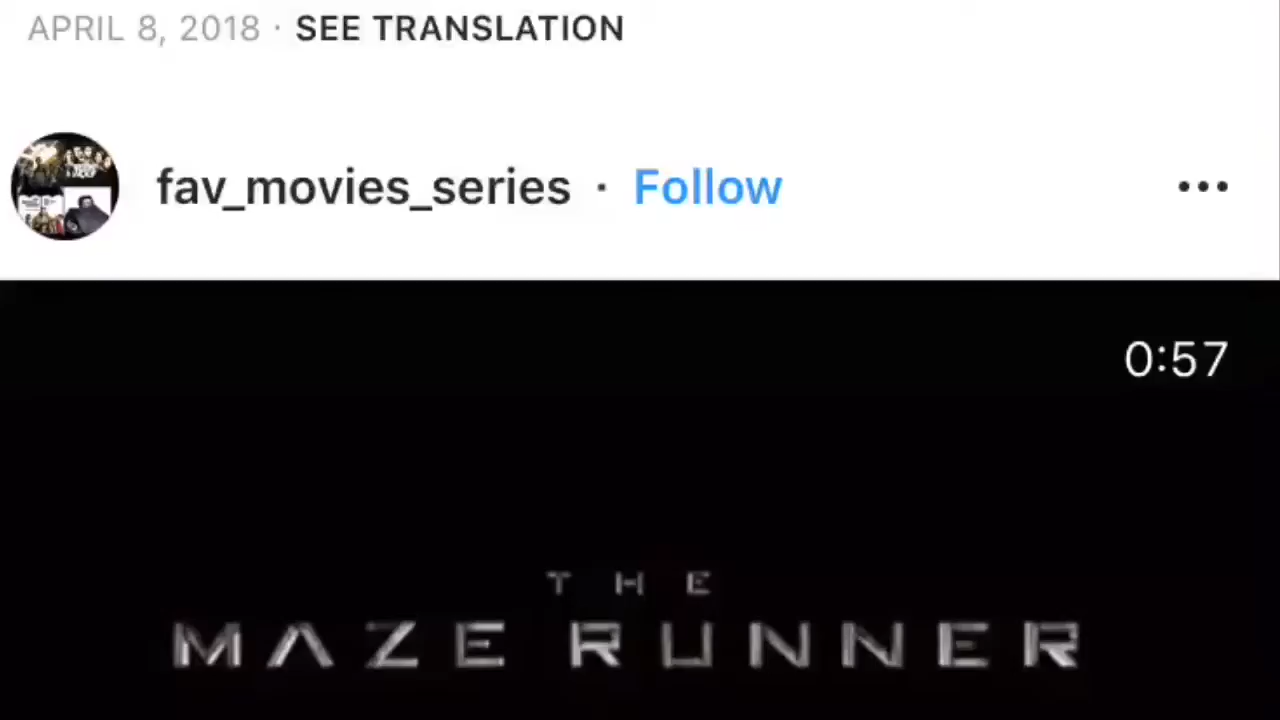 APRIL 8, 2018 · SEE TRANSLATION
fav_movies_series · Follow
0:57
THE
MAZE RUNNER